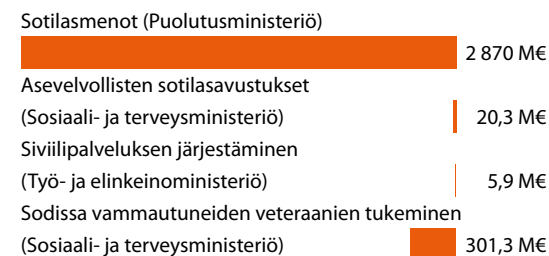 Sotilasmenot (Puolutusministeriö)
2 870 M€
Asevelvollisten sotilasavustukset
(Sosiaali- ja terveysministeriö) 20,3 M€
Siviilipalveluksen järjestäminen
(Työ- ja elinkeinoministeriö) 5,9 M€
Sodissa vammautuneiden veteraanien tukeminen
(Sosiaali- ja terveysministeriö) 301,3 M€